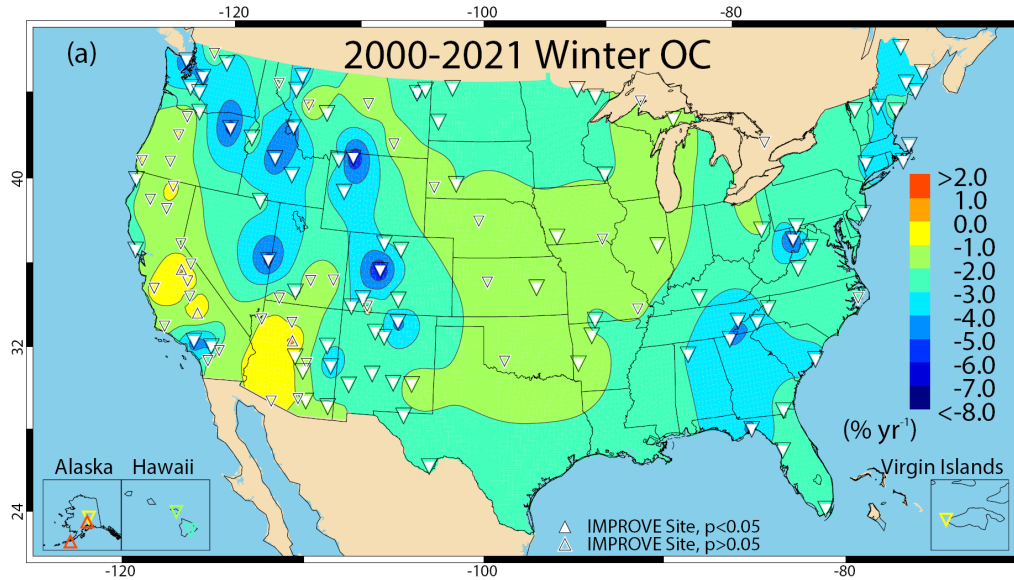 -120
-100
-80
(a)
2000-2021 Winter OC
40
32
24
>2.0
1.0
0.0
-1.0
-2.0
-3.0
-4.0
-5.0
-6.0
-7.0
<-8.0
(% yr-1)
Alaska
Hawaii
Virgin Islands
IMPROVE Site, p<0.05
IMPROVE Site, p>0.05
-120
-100
-80